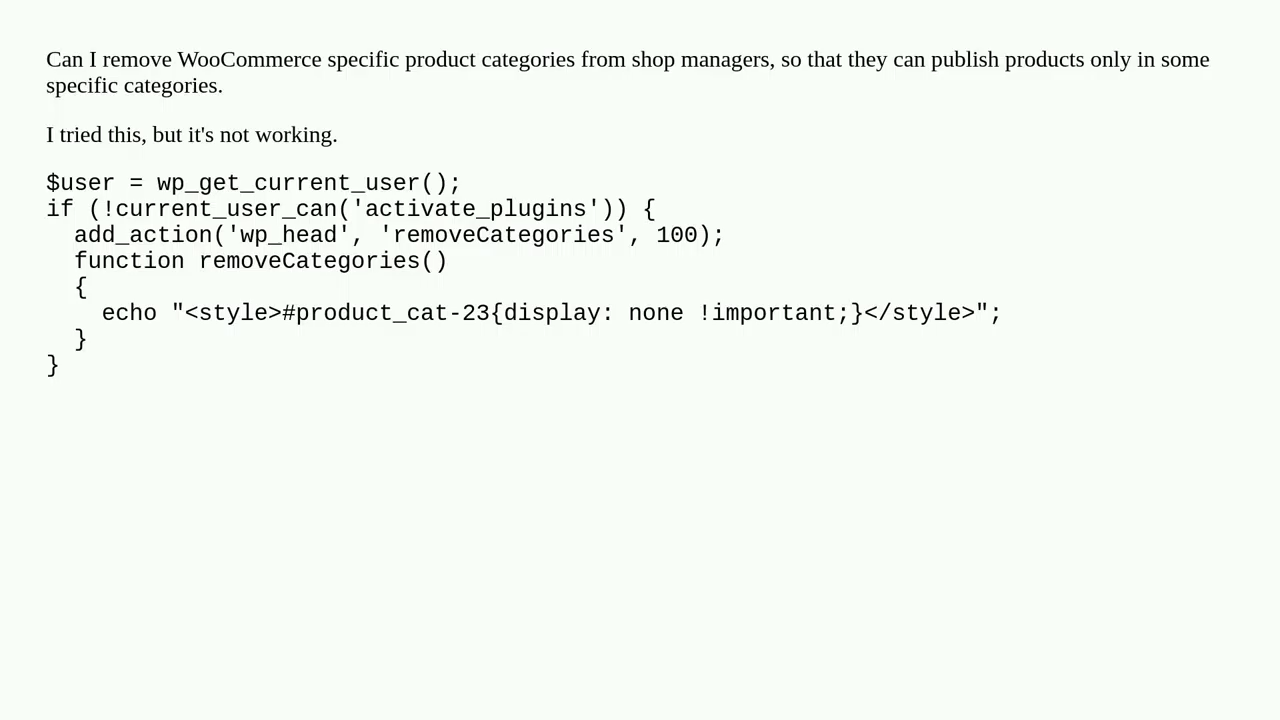 Can I remove WooCommerce specific product categories from shop managers, so that they can publish products only in some
specific categories.
I tried this, but it's not working.
$user = wp_get_current_user();
if (!current_user_can('activate_plugins')) {
  add_action('wp_head', 'removeCategories', 100);
  function removeCategories()
  {
    echo "<style>#product_cat-23{display: none !important;}</style>";
  }
}